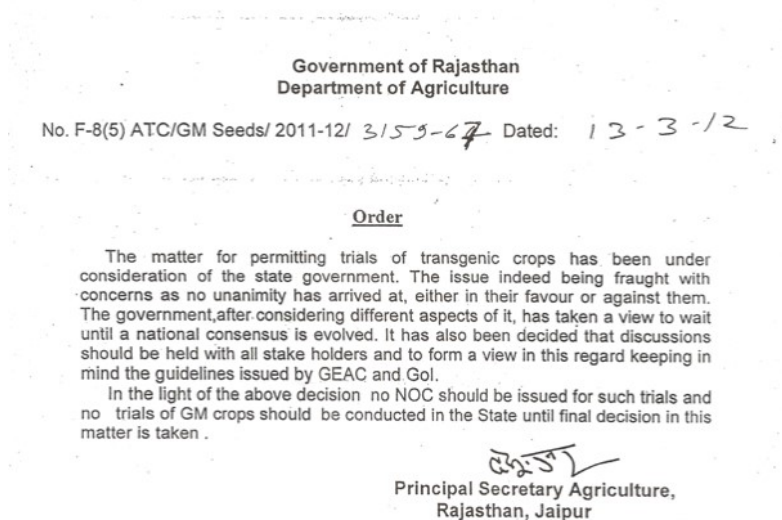 Government of Rajasthan
Department of Agriculture
No. F-8(5) ATC/GM Seeds/ 2011-12/ 3159-67 Dated: 13-3-12
Order
The matter for permitting trials of transgenic crops has been under
consideration of the state government. The issue indeed being fraught with
concerns as no unanimity has arrived at, either in their favour or against them.
The government,after considering different aspects of it, has taken a view to wait
until a national consensus is evolved. It has also been decided that discussions
should be held with all stake holders and to form a view in this regard keeping in
mind the guidelines issued by GEAC and GoI.
In the light of the above decision no NOC should be issued for such trials and
no trials of GM crops should be conducted in the State until final decision in this
matter is taken .
Principal Secretary Agriculture,
Rajasthan, Jaipur